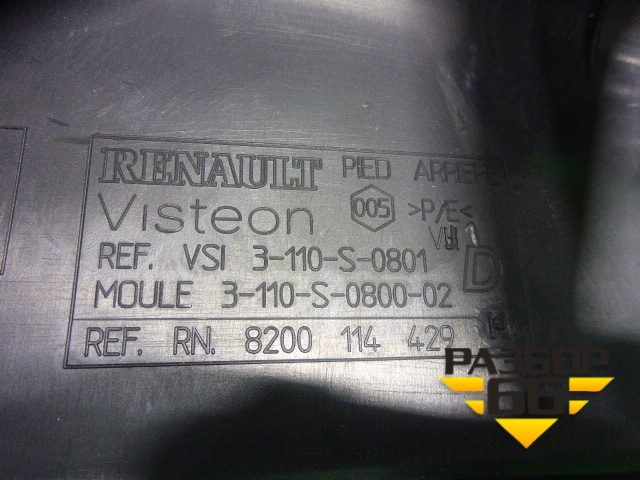 RENAULT PIED ARRIERE
Visteon 005 >P/E<
REF. VSI 3-110-S-0801 D
MOULE 3-110-S-0800-02
REF. RN. 8200 114 429 H
РАЗБОР
66